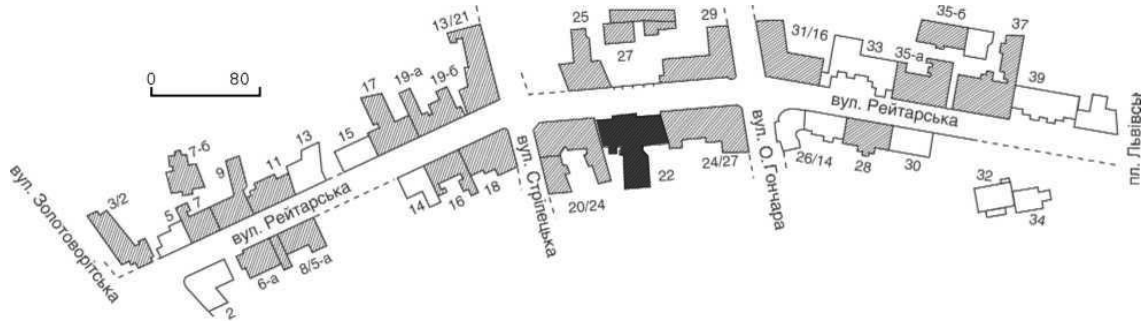 13/21
25
29
31/16
35-б
37
27
33
35-а
39
0
80
17
19-а
19-б
15
13
11
7-б
9
вул. Рейтарська
вул. Рейтарська
3/2
5
7
вул. Золотоворітська
14
16
18
вул. Стріпецька
20/24
22
24/27
вул. О. Гончара
26/14
28
30
32
34
пл. Львівськ
2
6-а
8/5-а